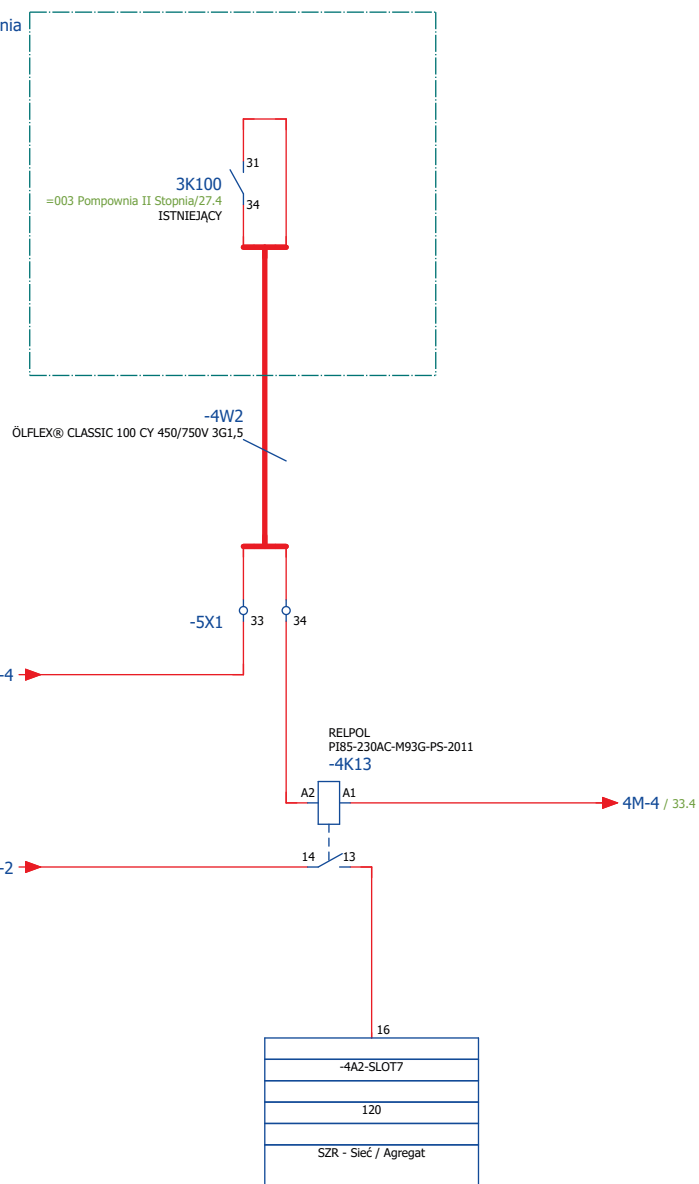 nia
31
3K100
=003 Pompownia II Stopnia/27.4
34
ISTNIEJĄCY
-4W2
ÖLFLEX® CLASSIC 100 CY 450/750V 3G1,5
-5X1
33
34
-4
RELPOL
PI85-230AC-M93G-PS-2011
-4K13
A2
A1
4M-4 / 33.4
14
13
-2
16
-4A2-SLOT7
120
SZR - Sieć / Agregat